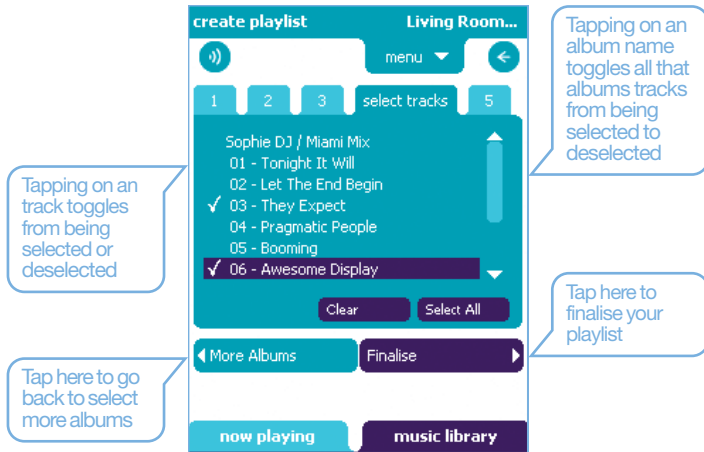 create playlist Living Room...
menu
1 2 3 select tracks 5
Sophie DJ / Miami Mix
01 - Tonight It Will
02 - Let The End Begin
03 - They Expect
04 - Pragmatic People
05 - Booming
06 - Awesome Display
Clear Select All
More Albums Finalise
now playing music library
Tapping on an
album name
toggles all that
albums tracks
from being
selected to
deselected
Tapping on an
track toggles
from being
selected or
deselected
Tap here to
finalise your
playlist
Tap here to go
back to select
more albums